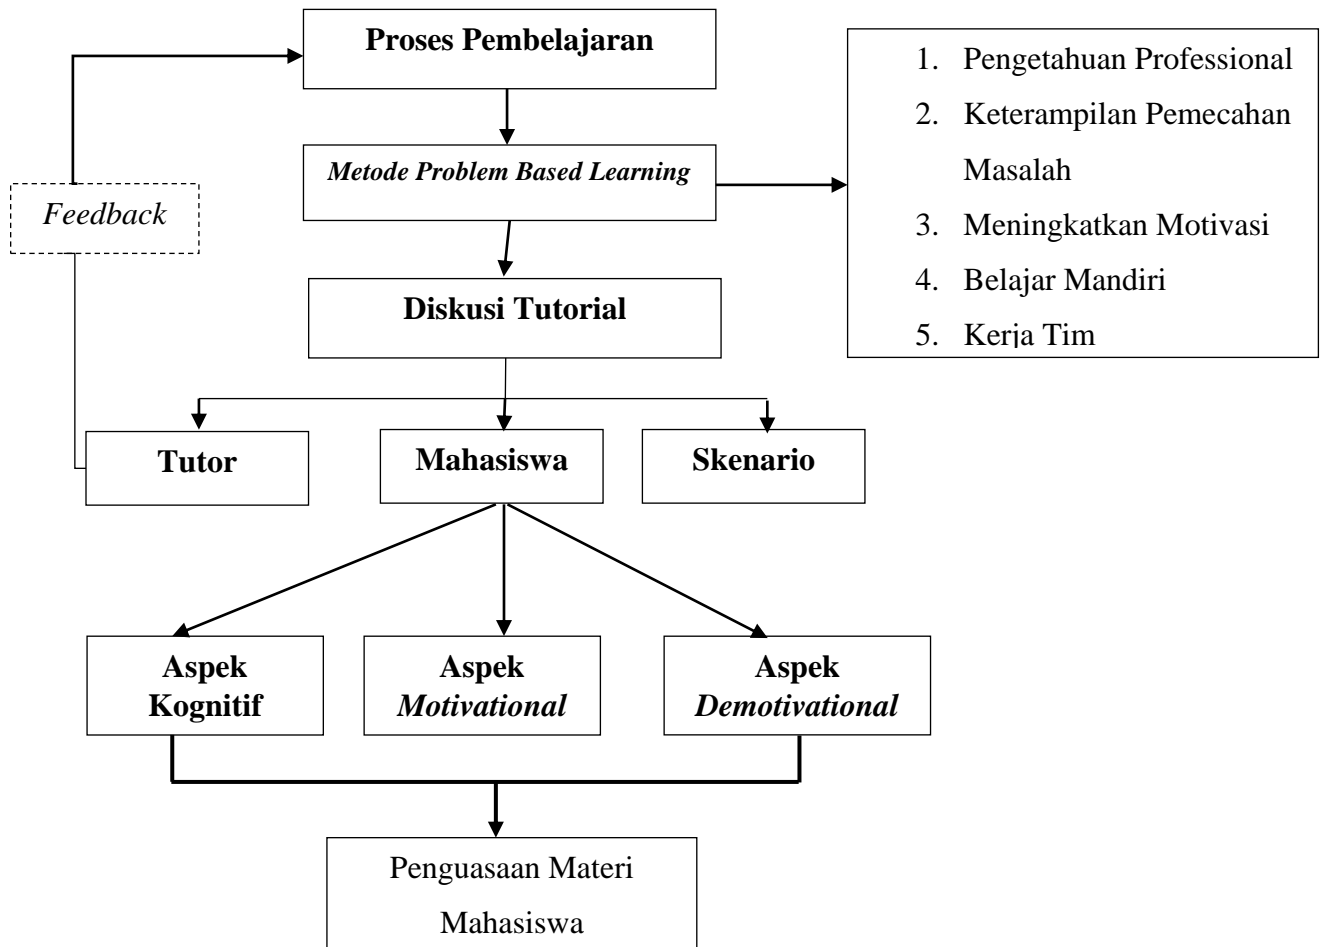 Proses Pembelajaran
1. Pengetahuan Professional
2. Keterampilan Pemecahan
Masalah
3. Meningkatkan Motivasi
4. Belajar Mandiri
5. Kerja Tim
Metode Problem Based Learning
Feedback
Diskusi Tutorial
Tutor
Mahasiswa
Skenario
Aspek
Kognitif
Aspek
Motivational
Aspek
Demotivational
Penguasaan Materi
Mahasiswa